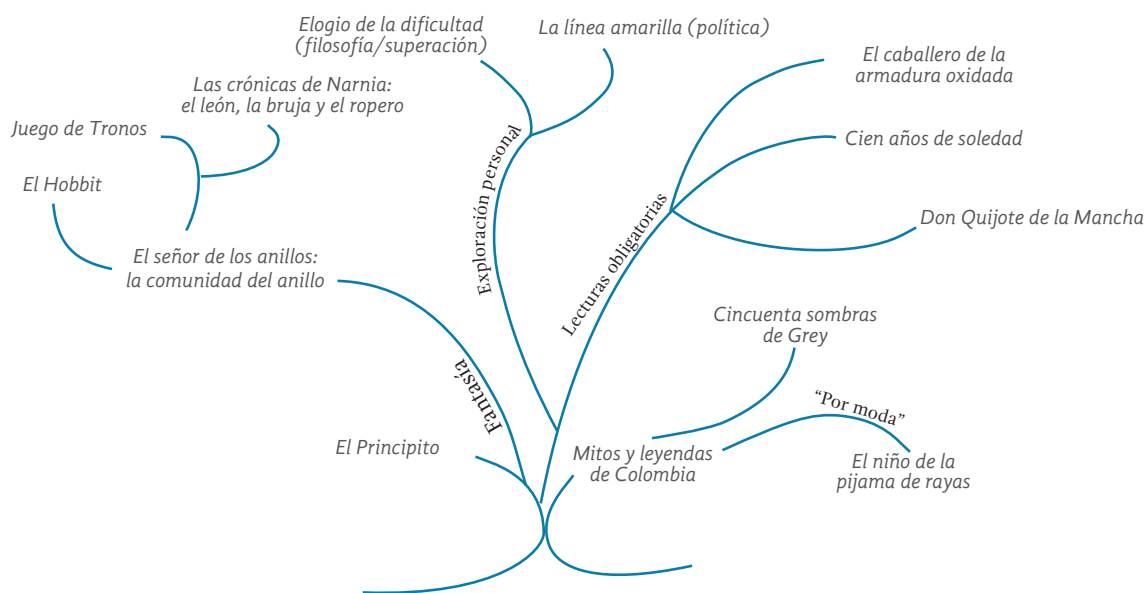 Elogio de la dificultad
(filosofía/superación)
La línea amarilla (política)
El caballero de la
armadura oxidada
Las crónicas de Narnia:
el león, la bruja y el ropero
Juego de Tronos
Cien años de soledad
El Hobbit
Exploración personal
Lecturas obligatorias
Don Quijote de la Mancha
El señor de los anillos:
la comunidad del anillo
Cincuenta sombras
de Grey
Fantasía
“Por moda”
El Principito
Mitos y leyendas
de Colombia
El niño de la
pijama de rayas